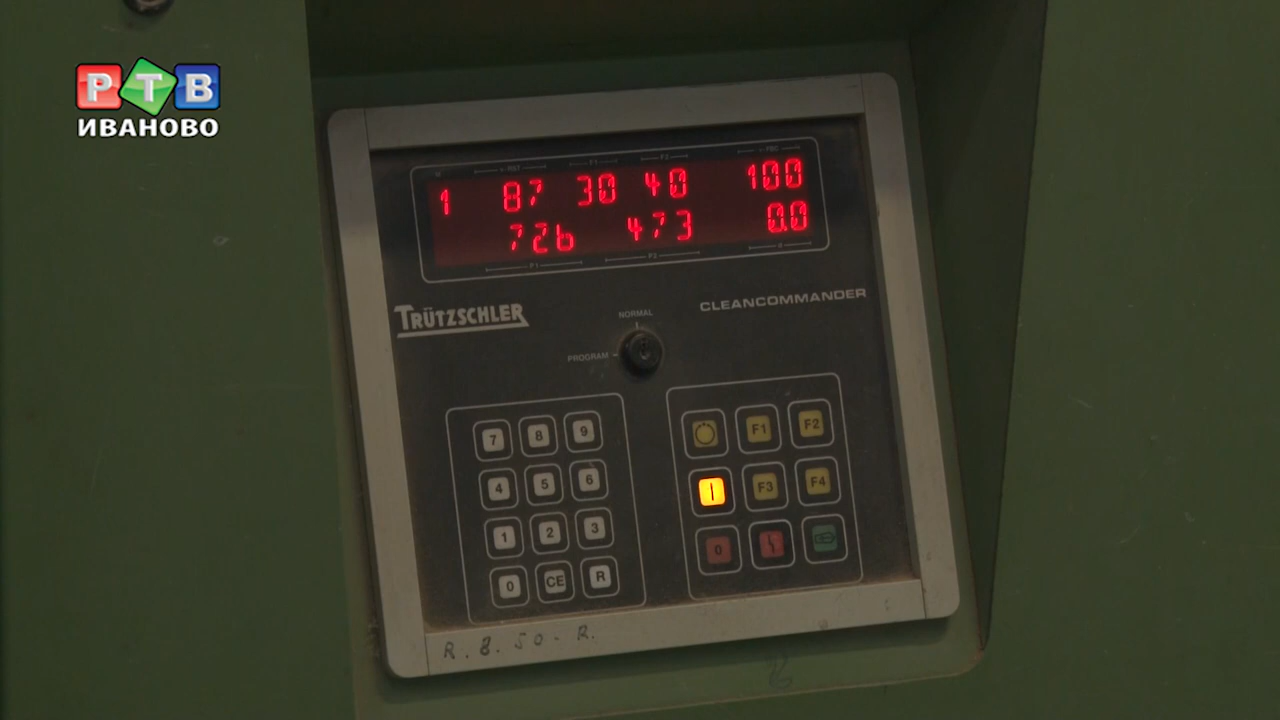 РТВ
ИВАНОВО
1 87 30 40 100
726 473 0.0
TRÜTZSCHLER
CLEANCOMMANDER
NORMAL
PROGRAM
7 8 9
4 5 6
1 2 3
0 CE R
F1 F2
I F3 F4
0
R. 8. 50 - R.